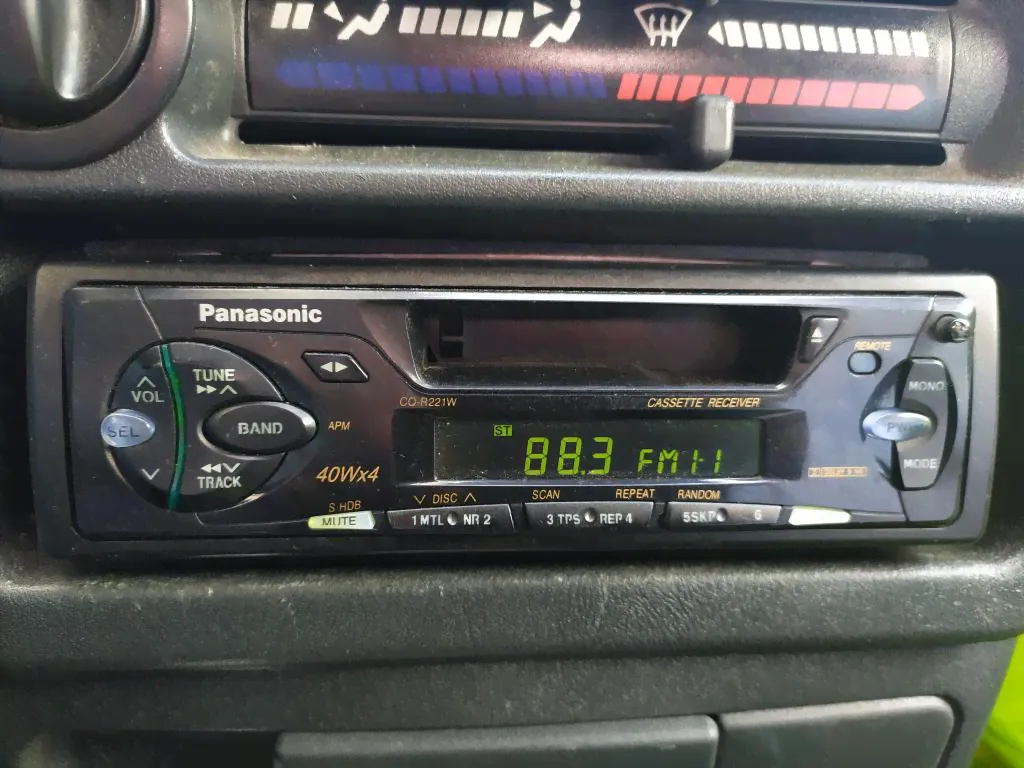 Panasonic
TUNE
VOL
SEL
BAND
APM
TRACK
40Wx4
CQ-R221W
CASSETTE RECEIVER
REMOTE
MONO
PWR
MODE
ST
88.3 FM1-1
S·HDB
MUTE
DISC
SCAN
REPEAT
RANDOM
1 MTL
NR 2
3 TPS
REP 4
5 SKP
6